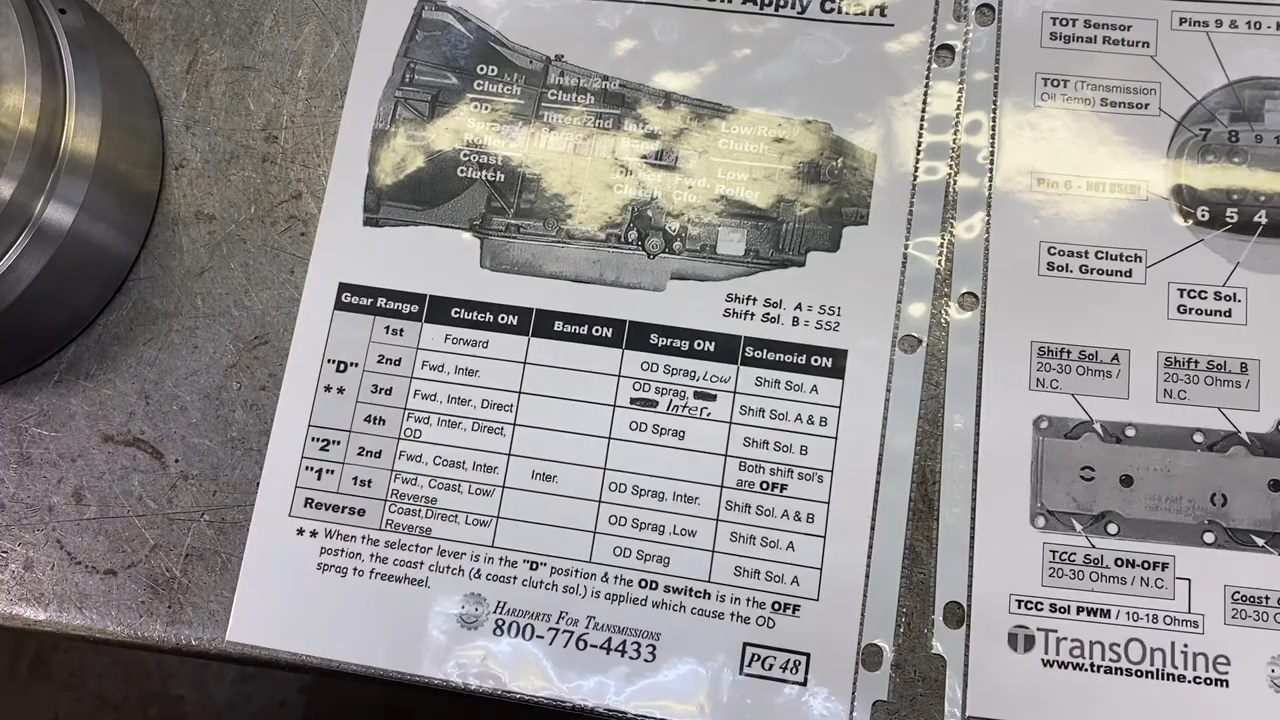 Apply Chart
OD
Clutch
Inter./2nd
Clutch
OD
Sprag/
Roller
Inter./2nd
Sprag
Inter.
Band
Low/Rev.
Clutch
Coast
Clutch
Direct
Clutch
Fwd.
Clu.
Low
Roller
Shift Sol. A = SS1
Shift Sol. B = SS2
Gear Range Clutch ON Band ON Sprag ON Solenoid ON
"D"
**
1st Forward OD Sprag, Low Shift Sol. A
2nd Fwd., Inter. OD sprag, Inter. Shift Sol. A & B
3rd Fwd., Inter., Direct OD Sprag Shift Sol. B
4th Fwd, Inter., Direct, OD Both shift sol's are OFF
"2" 2nd Fwd., Coast, Inter. Inter. OD Sprag, Inter. Shift Sol. A & B
"1" 1st Fwd., Coast, Low/ Reverse OD Sprag ,Low Shift Sol. A
Reverse Coast,Direct, Low/ Reverse OD Sprag Shift Sol. A
** When the selector lever is in the "D" position & the OD switch is in the OFF
postion, the coast clutch (& coast clutch sol.) is applied which cause the OD
sprag to freewheel.
HARDPARTS FOR TRANSMISSIONS
800-776-4433
PG 48
TOT Sensor
Siginal Return
Pins 9 & 10 -
TOT (Transmission
Oil Temp) Sensor
7 8 9
Pin 6 - NOT USED!
6 5 4
Coast Clutch
Sol. Ground
TCC Sol.
Ground
Shift Sol. A
20-30 Ohms /
N.C.
Shift Sol. B
20-30 Ohms /
N.C.
TCC Sol. ON-OFF
20-30 Ohms / N.C.
TCC Sol PWM / 10-18 Ohms
Coast
20-30
TransOnline
www.transonline.com